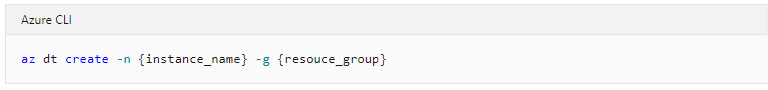 Azure CLI
az dt create -n {instance_name} -g {resouce_group}